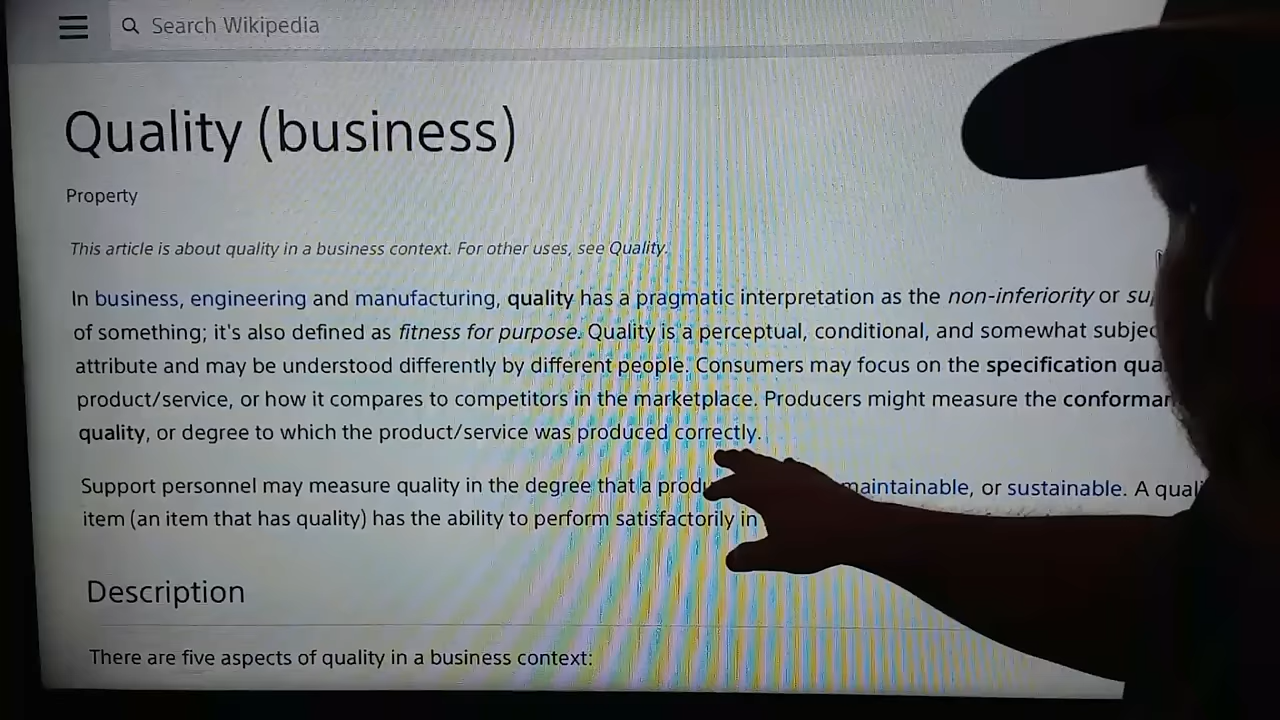 Search Wikipedia
Quality (business)
Property
This article is about quality in a business context. For other uses, see Quality.
In business, engineering and manufacturing, quality has a pragmatic interpretation as the non-inferiority or
of something; it's also defined as fitness for purpose. Quality is a perceptual, conditional, and somewhat
attribute and may be understood differently by different people. Consumers may focus on the specification
product/service, or how it compares to competitors in the marketplace. Producers might measure the
quality, or degree to which the product/service was produced correctly.
Support personnel may measure quality in the degree that a maintainable, or sustainable. A
item (an item that has quality) has the ability to perform satisfactorily in
Description
There are five aspects of quality in a business context: